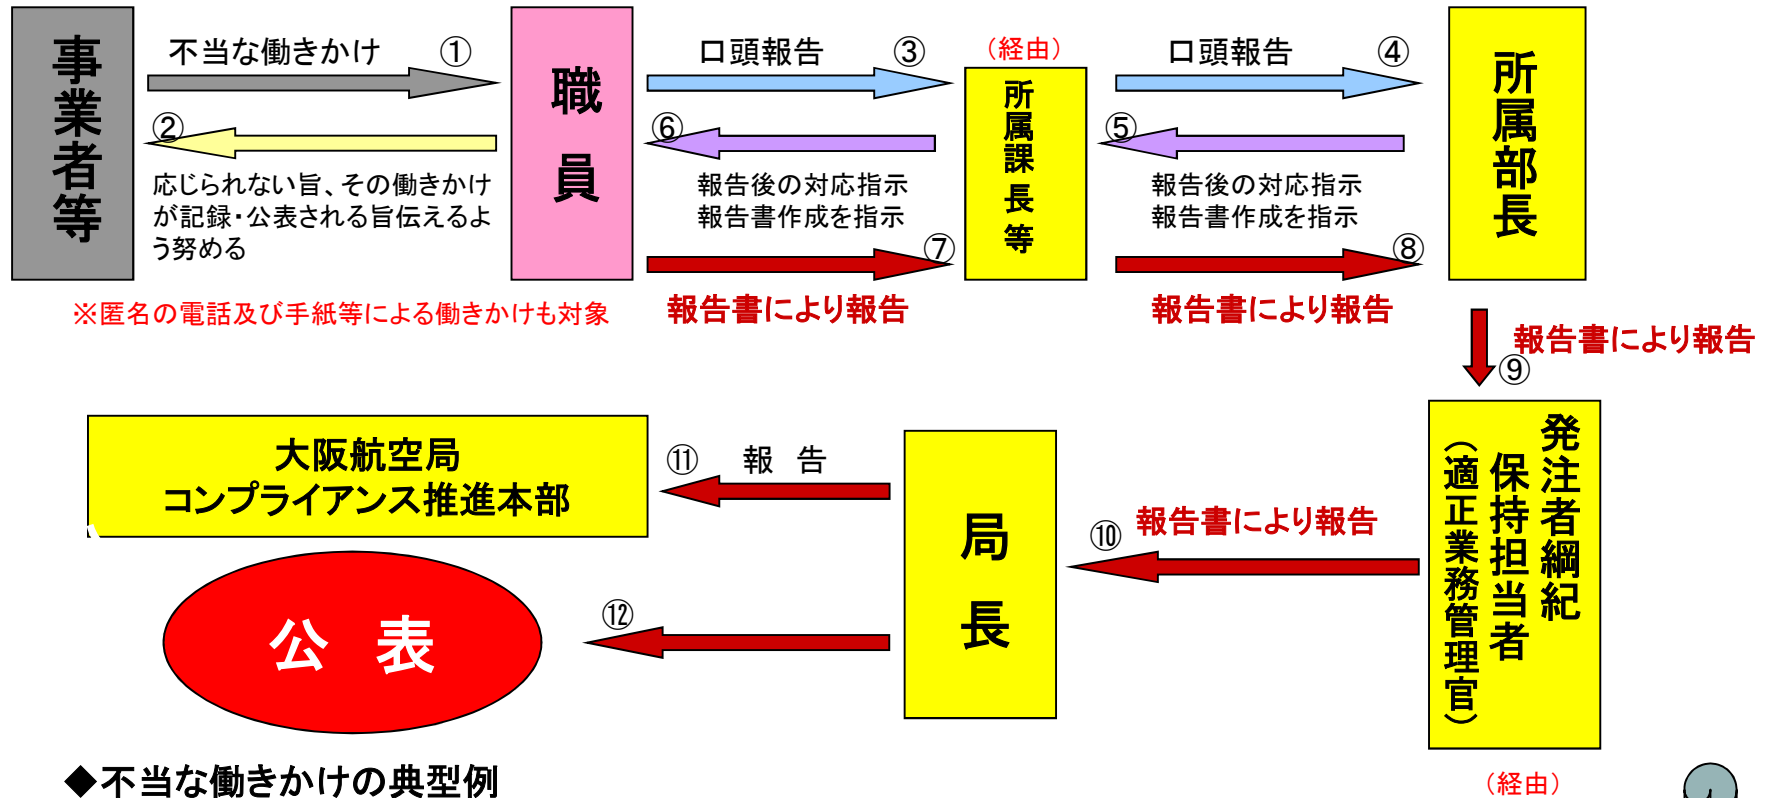 事業者等
不当な働きかけ ①
②
応じられない旨、その働きかけ
が記録・公表される旨伝えるよ
う努める
職員
口頭報告 ③
⑥
報告後の対応指示
報告書作成を指示
⑦
報告書により報告
（経由）
所属課長等
口頭報告 ④
⑤
報告後の対応指示
報告書作成を指示
⑧
報告書により報告
所属部長
※匿名の電話及び手紙等による働きかけも対象
報告書により報告
⑨
発注者綱紀
保持担当者
（適正業務管理官）
（経由）
報告書により報告
⑩
局長
⑪ 報 告
大阪航空局
コンプライアンス推進本部
⑫
公 表
◆不当な働きかけの典型例